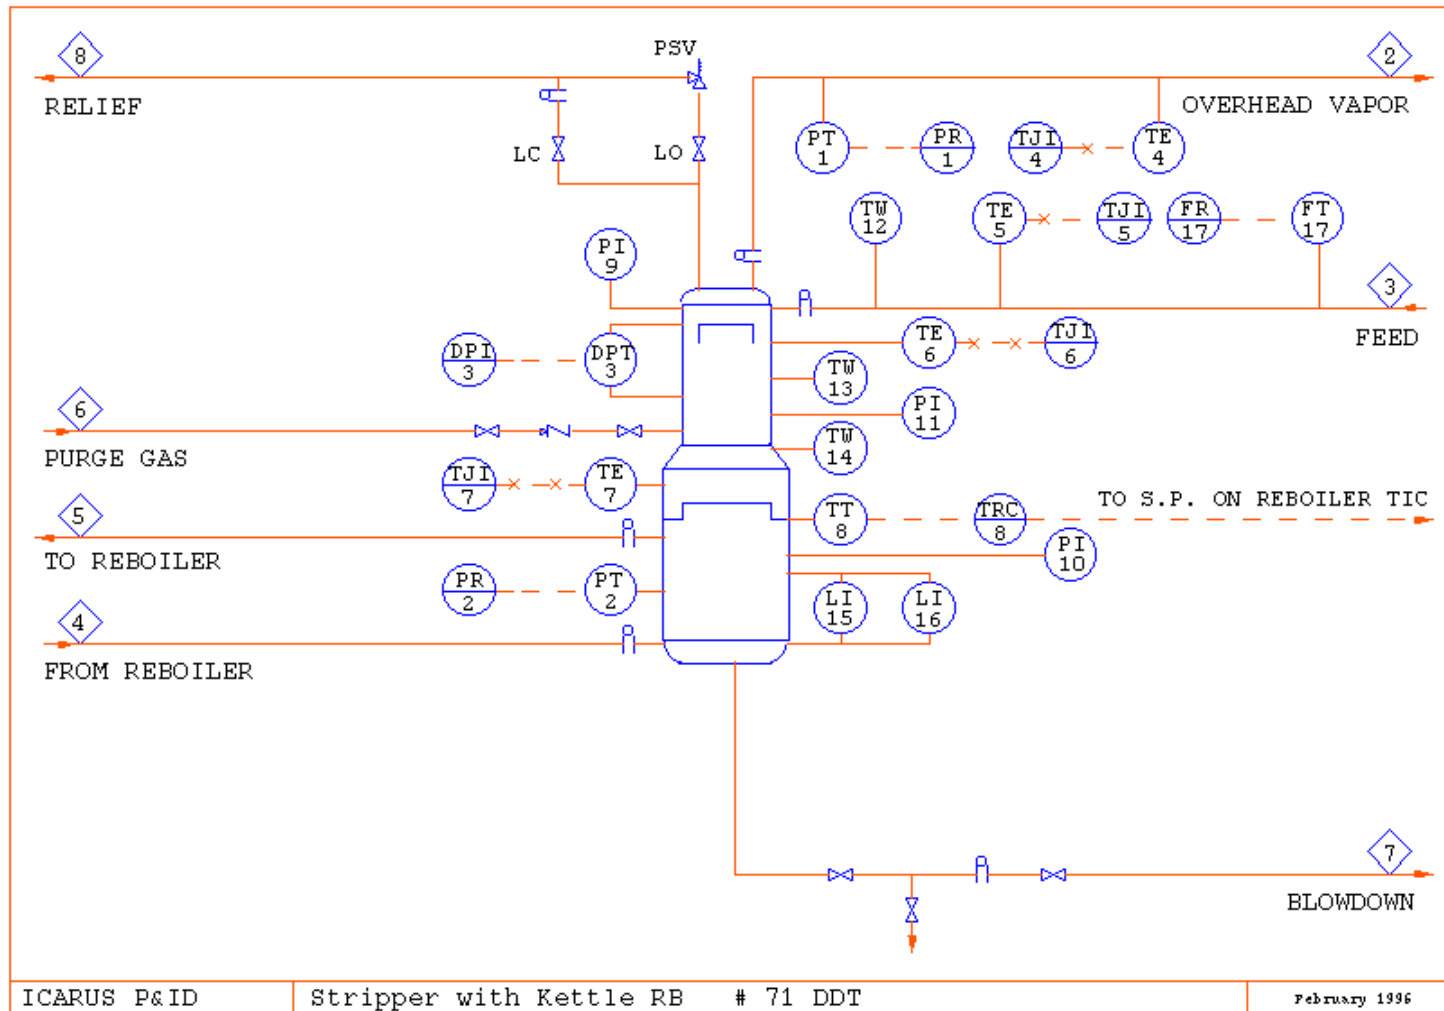 8
PSV
2
RELIEF
OVERHEAD VAPOR
LC
LO
PT
1
PR
1
TJI
4
TE
4
TW
12
TE
5
TJI
5
FR
17
FT
17
PI
9
3
FEED
DPI
3
DPT
3
TE
6
TJI
6
TW
13
PI
11
6
PURGE GAS
TW
14
TJI
7
TE
7
5
TO REBOILER
TT
8
TRC
8
TO S.P. ON REBOILER TIC
PI
10
PR
2
PT
2
LI
15
LI
16
4
FROM REBOILER
7
BLOWDOWN
ICARUS P&ID
Stripper with Kettle RB # 71 DDT
February 1996